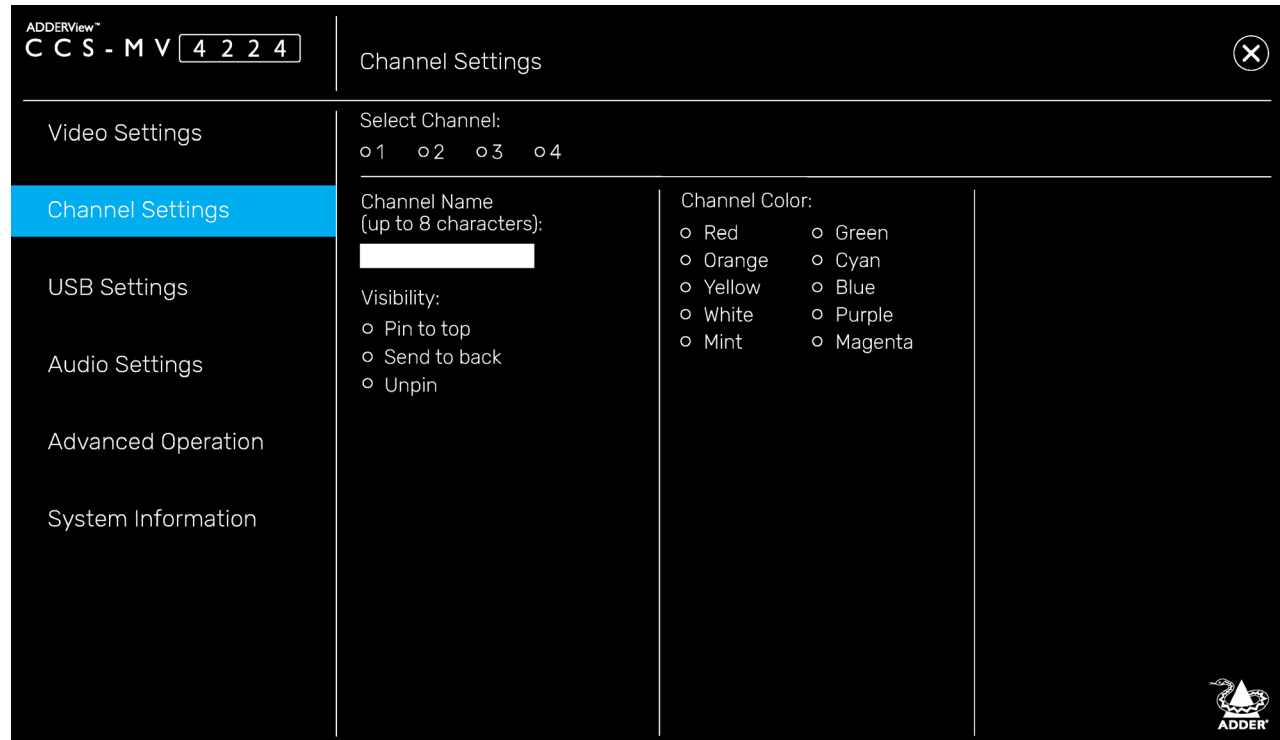 ADDERView™
CCS-MV 4224
Channel Settings
Video Settings
Channel Settings
USB Settings
Audio Settings
Advanced Operation
System Information
Select Channel:
1 2 3 4
Channel Name
(up to 8 characters):
Visibility:
Pin to top
Send to back
Unpin
Channel Color:
Red Green
Orange Cyan
Yellow Blue
White Purple
Mint Magenta
ADDER®